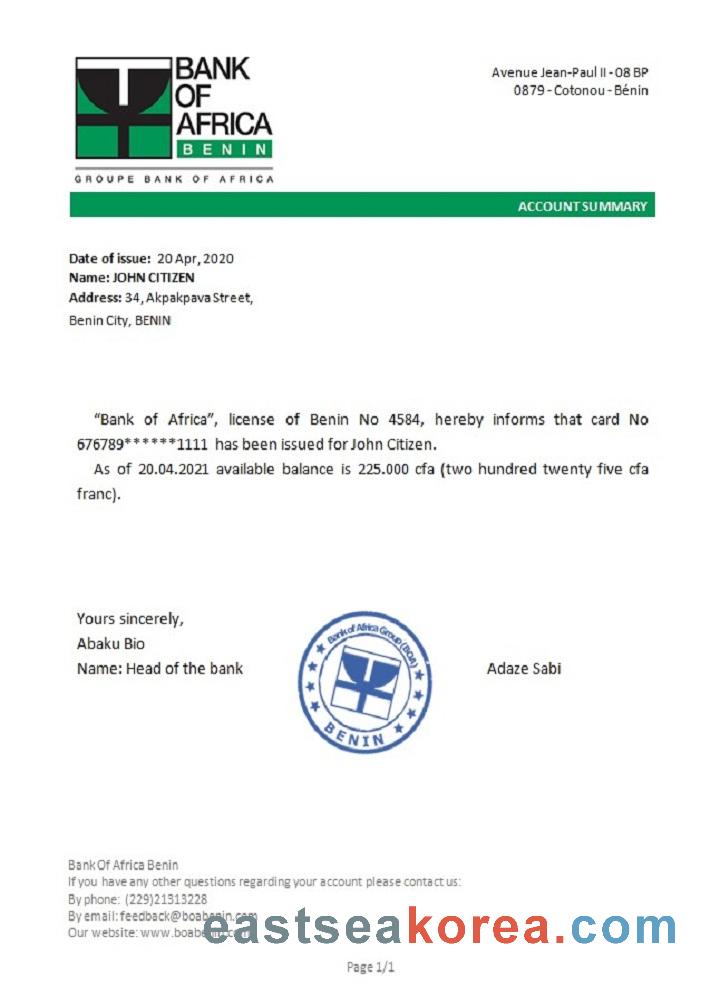 BANK
OF
AFRICA
BENIN
GROUPE BANK OF AFRICA
Avenue Jean-Paul II - 08 BP
0879 - Cotonou - Bénin
ACCOUNT SUMMARY
Date of issue: 20 Apr, 2020
Name: JOHN CITIZEN
Address: 34, Akpakpava Street,
Benin City, BENIN
“Bank of Africa”, license of Benin No 4584, hereby informs that card No
676789******1111 has been issued for John Citizen.
As of 20.04.2021 available balance is 225.000 cfa (two hundred twenty five cfa
franc).
Yours sincerely,
Abaku Bio
Name: Head of the bank
Bank of Africa Group (BOA)
BENIN
Adaze Sabi
Bank Of Africa Benin
If you have any other questions regarding your account please contact us:
By phone: (229)21313228
By email: feedback@boabenin.com
Our website: www.boabenin.com
eastseakorea.com
Page 1/1